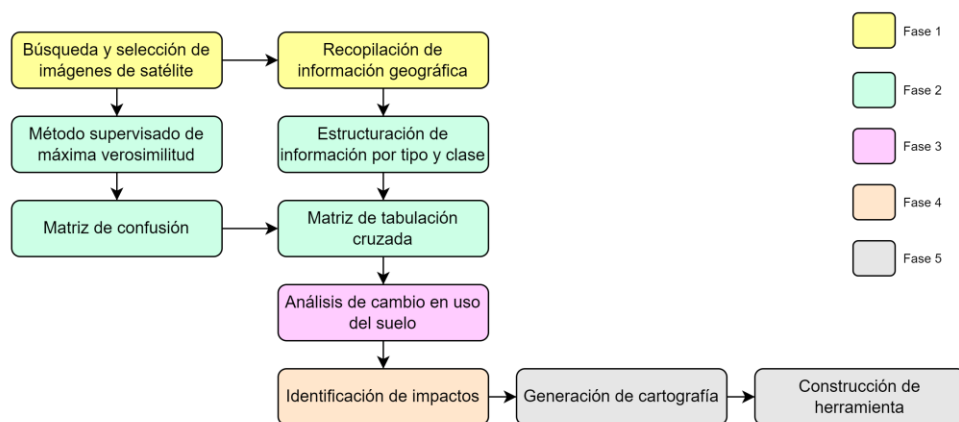 Búsqueda y selección de
imágenes de satélite
Recopilación de
información geográfica
Método supervisado de
máxima verosimilitud
Estructuración de
información por tipo y clase
Matriz de confusión
Matriz de tabulación
cruzada
Análisis de cambio en uso
del suelo
Identificación de impactos
Generación de cartografía
Construcción de
herramienta
Fase 1
Fase 2
Fase 3
Fase 4
Fase 5